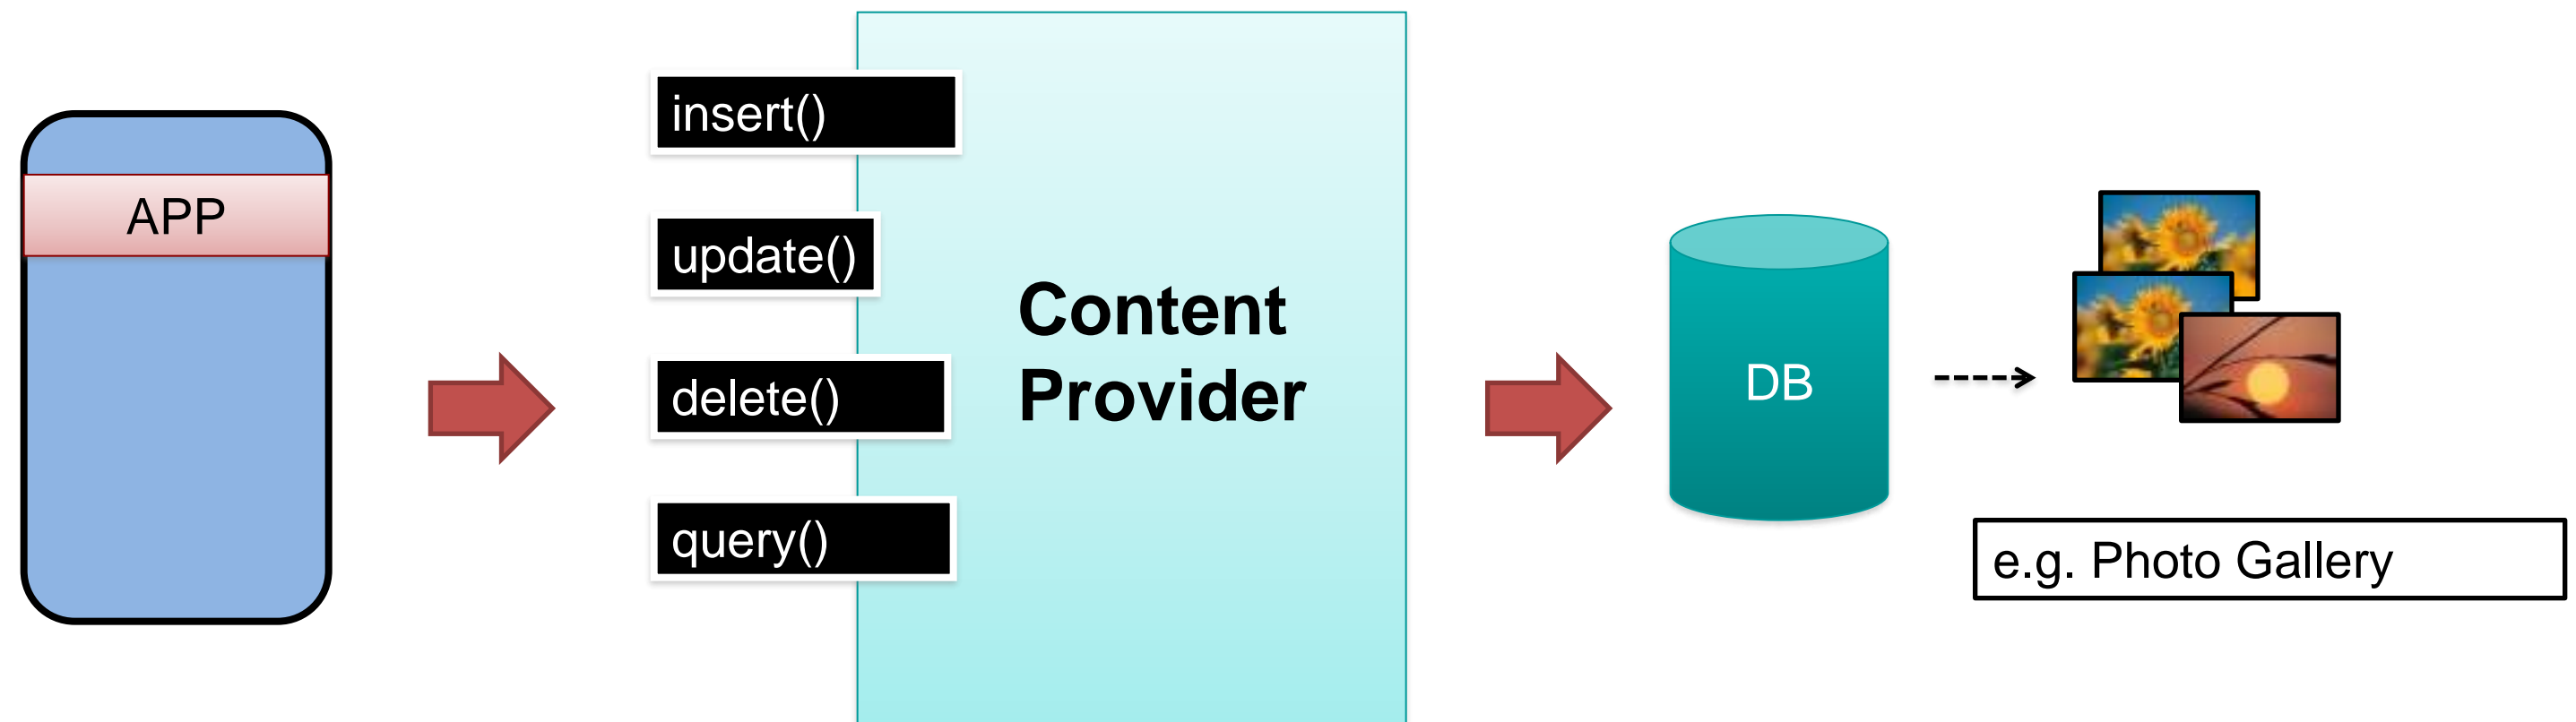 APP
insert()
update()
delete()
query()
Content
Provider
DB
e.g. Photo Gallery